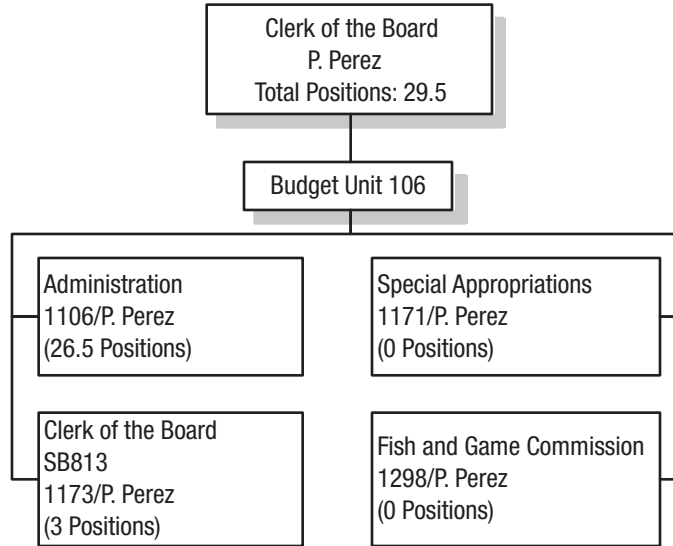 Clerk of the Board
P. Perez
Total Positions: 29.5
Budget Unit 106
Administration
1106/P. Perez
(26.5 Positions)
Special Appropriations
1171/P. Perez
(0 Positions)
Clerk of the Board
SB813
1173/P. Perez
(3 Positions)
Fish and Game Commission
1298/P. Perez
(0 Positions)